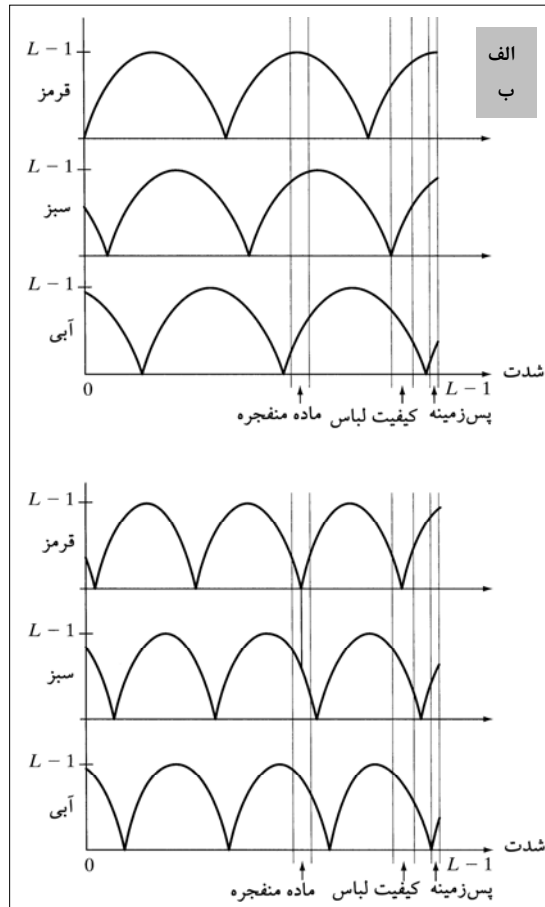 الف
ب
L − 1
قرمز
L − 1
سبز
L − 1
آبی
شدت
0
L − 1
ماده منفجره
کیفیت لباس
پس‌زمینه
L − 1
قرمز
L − 1
سبز
L − 1
آبی
شدت
0
L − 1
ماده منفجره
کیفیت لباس
پس‌زمینه